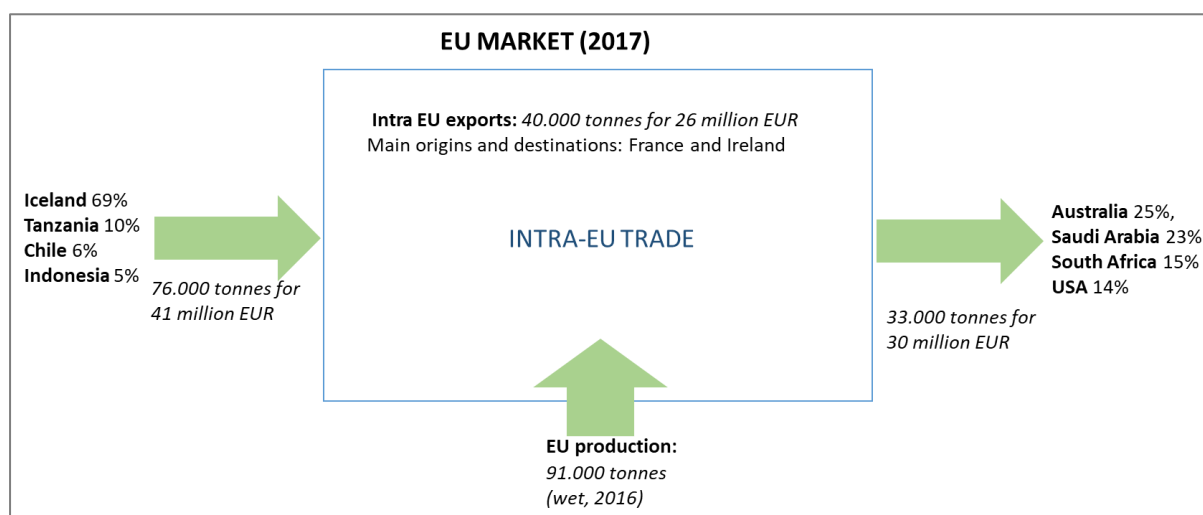 EU MARKET (2017)
Intra EU exports: 40.000 tonnes for 26 million EUR
Main origins and destinations: France and Ireland
Iceland 69%
Tanzania 10%
Chile 6%
Indonesia 5%
76.000 tonnes for
41 million EUR
INTRA-EU TRADE
Australia 25%,
Saudi Arabia 23%
South Africa 15%
USA 14%
33.000 tonnes for
30 million EUR
EU production:
91.000 tonnes
(wet, 2016)